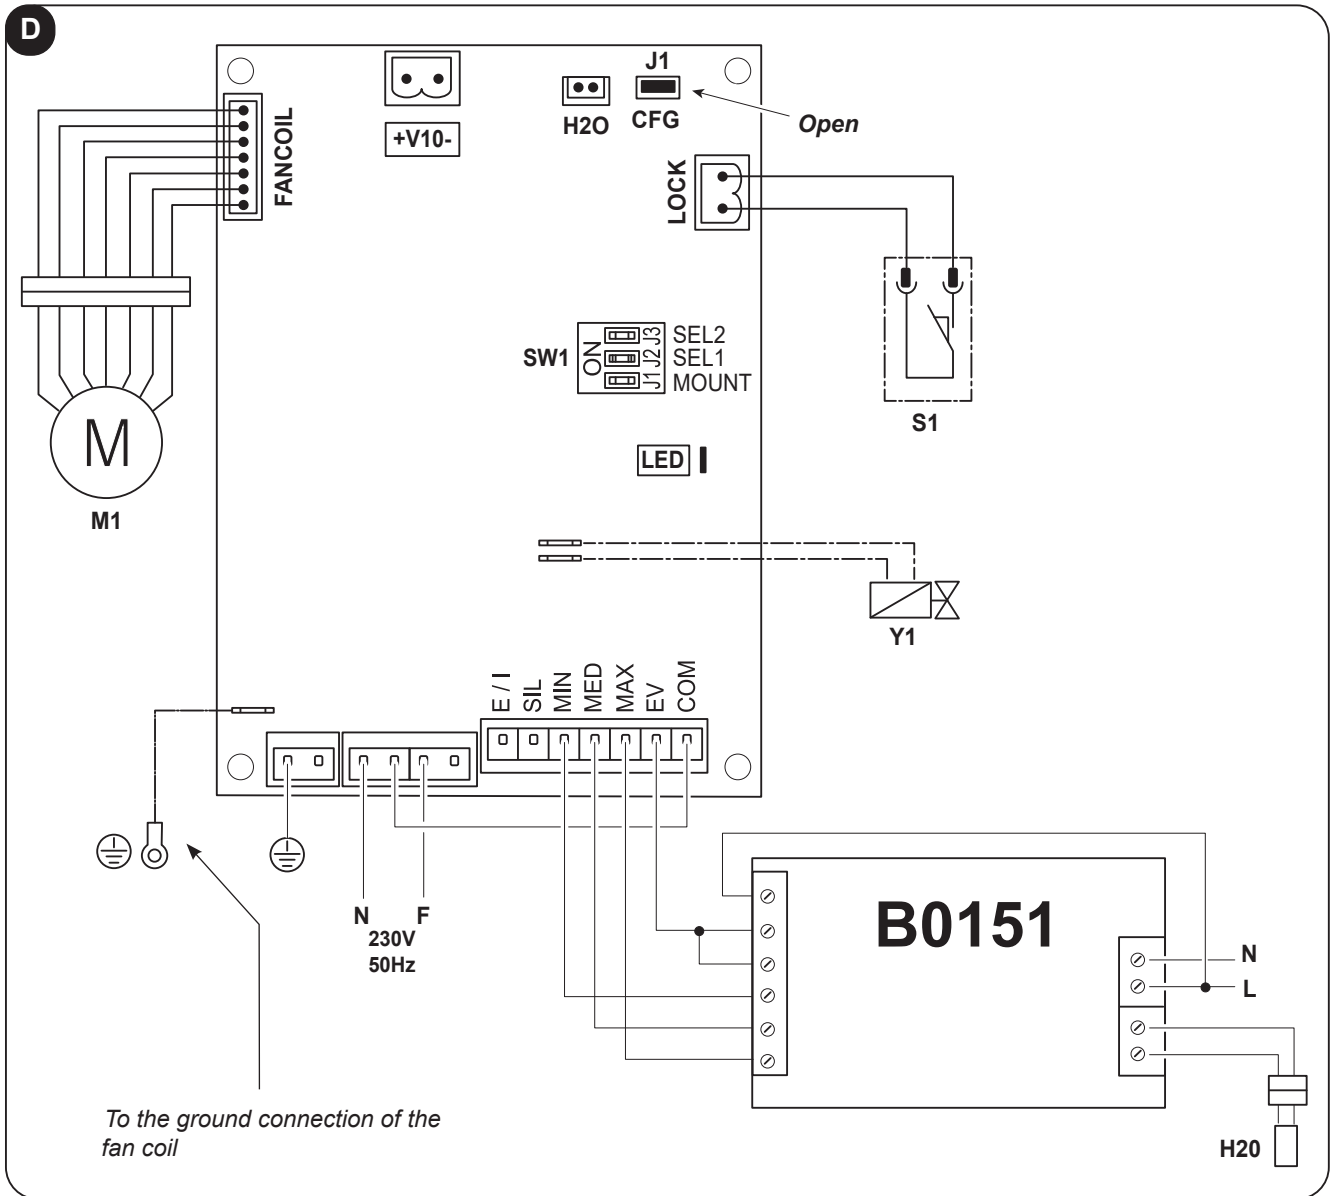 D
J1
H2O
CFG
Open
+V10-
FANCOIL
LOCK
SW1
ON
J3
J2
J1
SEL2
SEL1
MOUNT
S1
M
M1
LED
Y1
E / I
SIL
MIN
MED
MAX
EV
COM
N
F
230V
50Hz
B0151
N
L
To the ground connection of the
fan coil
H20